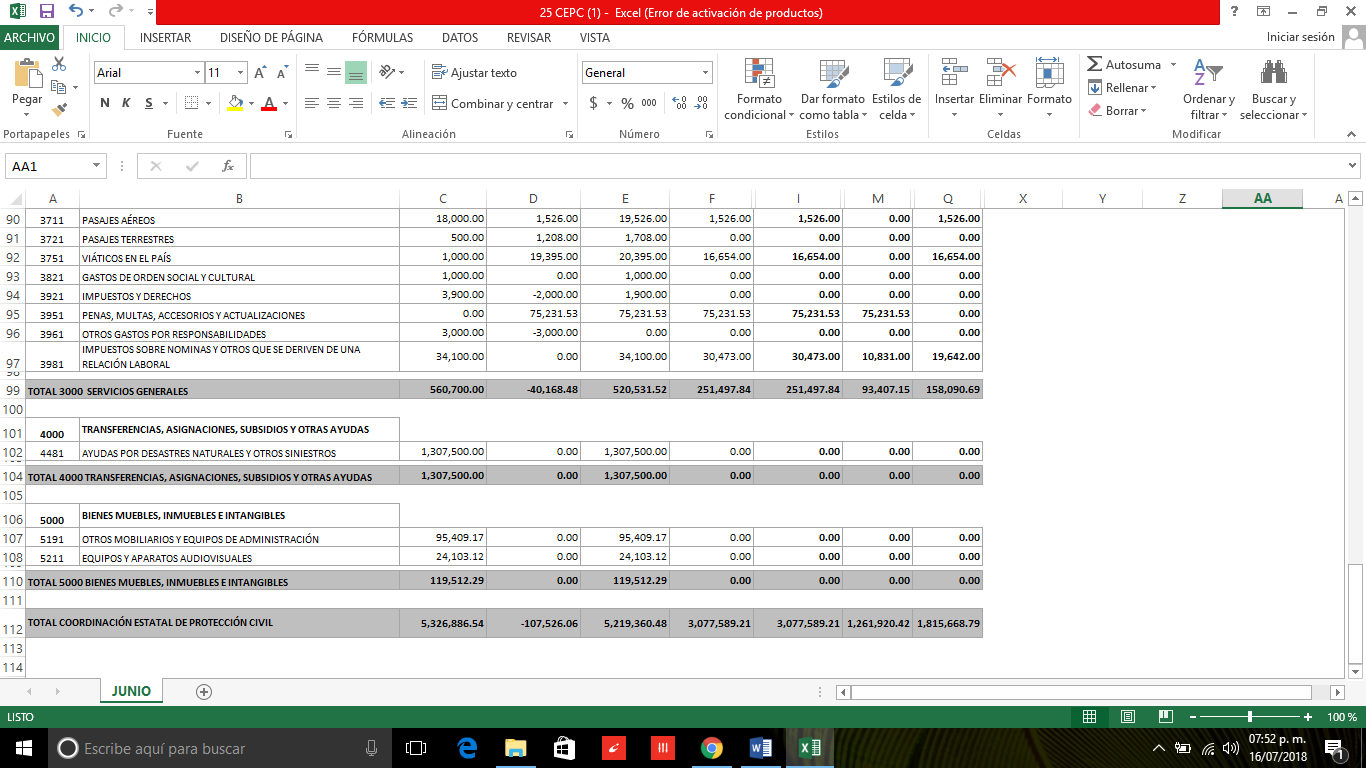 25 CEPC (1) - Excel (Error de activación de productos)
ARCHIVO INICIO INSERTAR DISEÑO DE PÁGINA FÓRMULAS DATOS REVISAR VISTA Iniciar sesión
Pegar
Portapapeles
Arial 11
N K S
Fuente
Ajustar texto
Combinar y centrar
Alineación
General
$ % 000
Número
Formato condicional
Dar formato como tabla
Estilos de celda
Estilos
Insertar Eliminar Formato
Celdas
Autosuma
Rellenar
Borrar
Ordenar y filtrar
Buscar y seleccionar
Modificar
AA1
A B C D E F I M Q X Y Z AA A
90 3711 PASAJES AÉREOS 18,000.00 1,526.00 19,526.00 1,526.00 1,526.00 0.00 1,526.00
91 3721 PASAJES TERRESTRES 500.00 1,208.00 1,708.00 0.00 0.00 0.00 0.00
92 3751 VIÁTICOS EN EL PAÍS 1,000.00 19,395.00 20,395.00 16,654.00 16,654.00 0.00 16,654.00
93 3821 GASTOS DE ORDEN SOCIAL Y CULTURAL 1,000.00 0.00 1,000.00 0.00 0.00 0.00 0.00
94 3921 IMPUESTOS Y DERECHOS 3,900.00 -2,000.00 1,900.00 0.00 0.00 0.00 0.00
95 3951 PENAS, MULTAS, ACCESORIOS Y ACTUALIZACIONES 0.00 75,231.53 75,231.53 75,231.53 75,231.53 75,231.53 0.00
96 3961 OTROS GASTOS POR RESPONSABILIDADES 3,000.00 -3,000.00 0.00 0.00 0.00 0.00 0.00
97 3981 IMPUESTOS SOBRE NOMINAS Y OTROS QUE SE DERIVEN DE UNA
RELACIÓN LABORAL 34,100.00 0.00 34,100.00 30,473.00 30,473.00 10,831.00 19,642.00
99 TOTAL 3000 SERVICIOS GENERALES 560,700.00 -40,168.48 520,531.52 251,497.84 251,497.84 93,407.15 158,090.69
100
101 4000 TRANSFERENCIAS, ASIGNACIONES, SUBSIDIOS Y OTRAS AYUDAS
102 4481 AYUDAS POR DESASTRES NATURALES Y OTROS SINIESTROS 1,307,500.00 0.00 1,307,500.00 0.00 0.00 0.00 0.00
104 TOTAL 4000 TRANSFERENCIAS, ASIGNACIONES, SUBSIDIOS Y OTRAS AYUDAS 1,307,500.00 0.00 1,307,500.00 0.00 0.00 0.00 0.00
105
106 5000 BIENES MUEBLES, INMUEBLES E INTANGIBLES
107 5191 OTROS MOBILIARIOS Y EQUIPOS DE ADMINISTRACIÓN 95,409.17 0.00 95,409.17 0.00 0.00 0.00 0.00
108 5211 EQUIPOS Y APARATOS AUDIOVISUALES 24,103.12 0.00 24,103.12 0.00 0.00 0.00 0.00
110 TOTAL 5000 BIENES MUEBLES, INMUEBLES E INTANGIBLES 119,512.29 0.00 119,512.29 0.00 0.00 0.00 0.00
111
112 TOTAL COORDINACIÓN ESTATAL DE PROTECCIÓN CIVIL 5,326,886.54 -107,526.06 5,219,360.48 3,077,589.21 3,077,589.21 1,261,920.42 1,815,668.79
113
114
JUNIO
LISTO 100 %
Escribe aquí para buscar
07:52 p. m.
16/07/2018
1